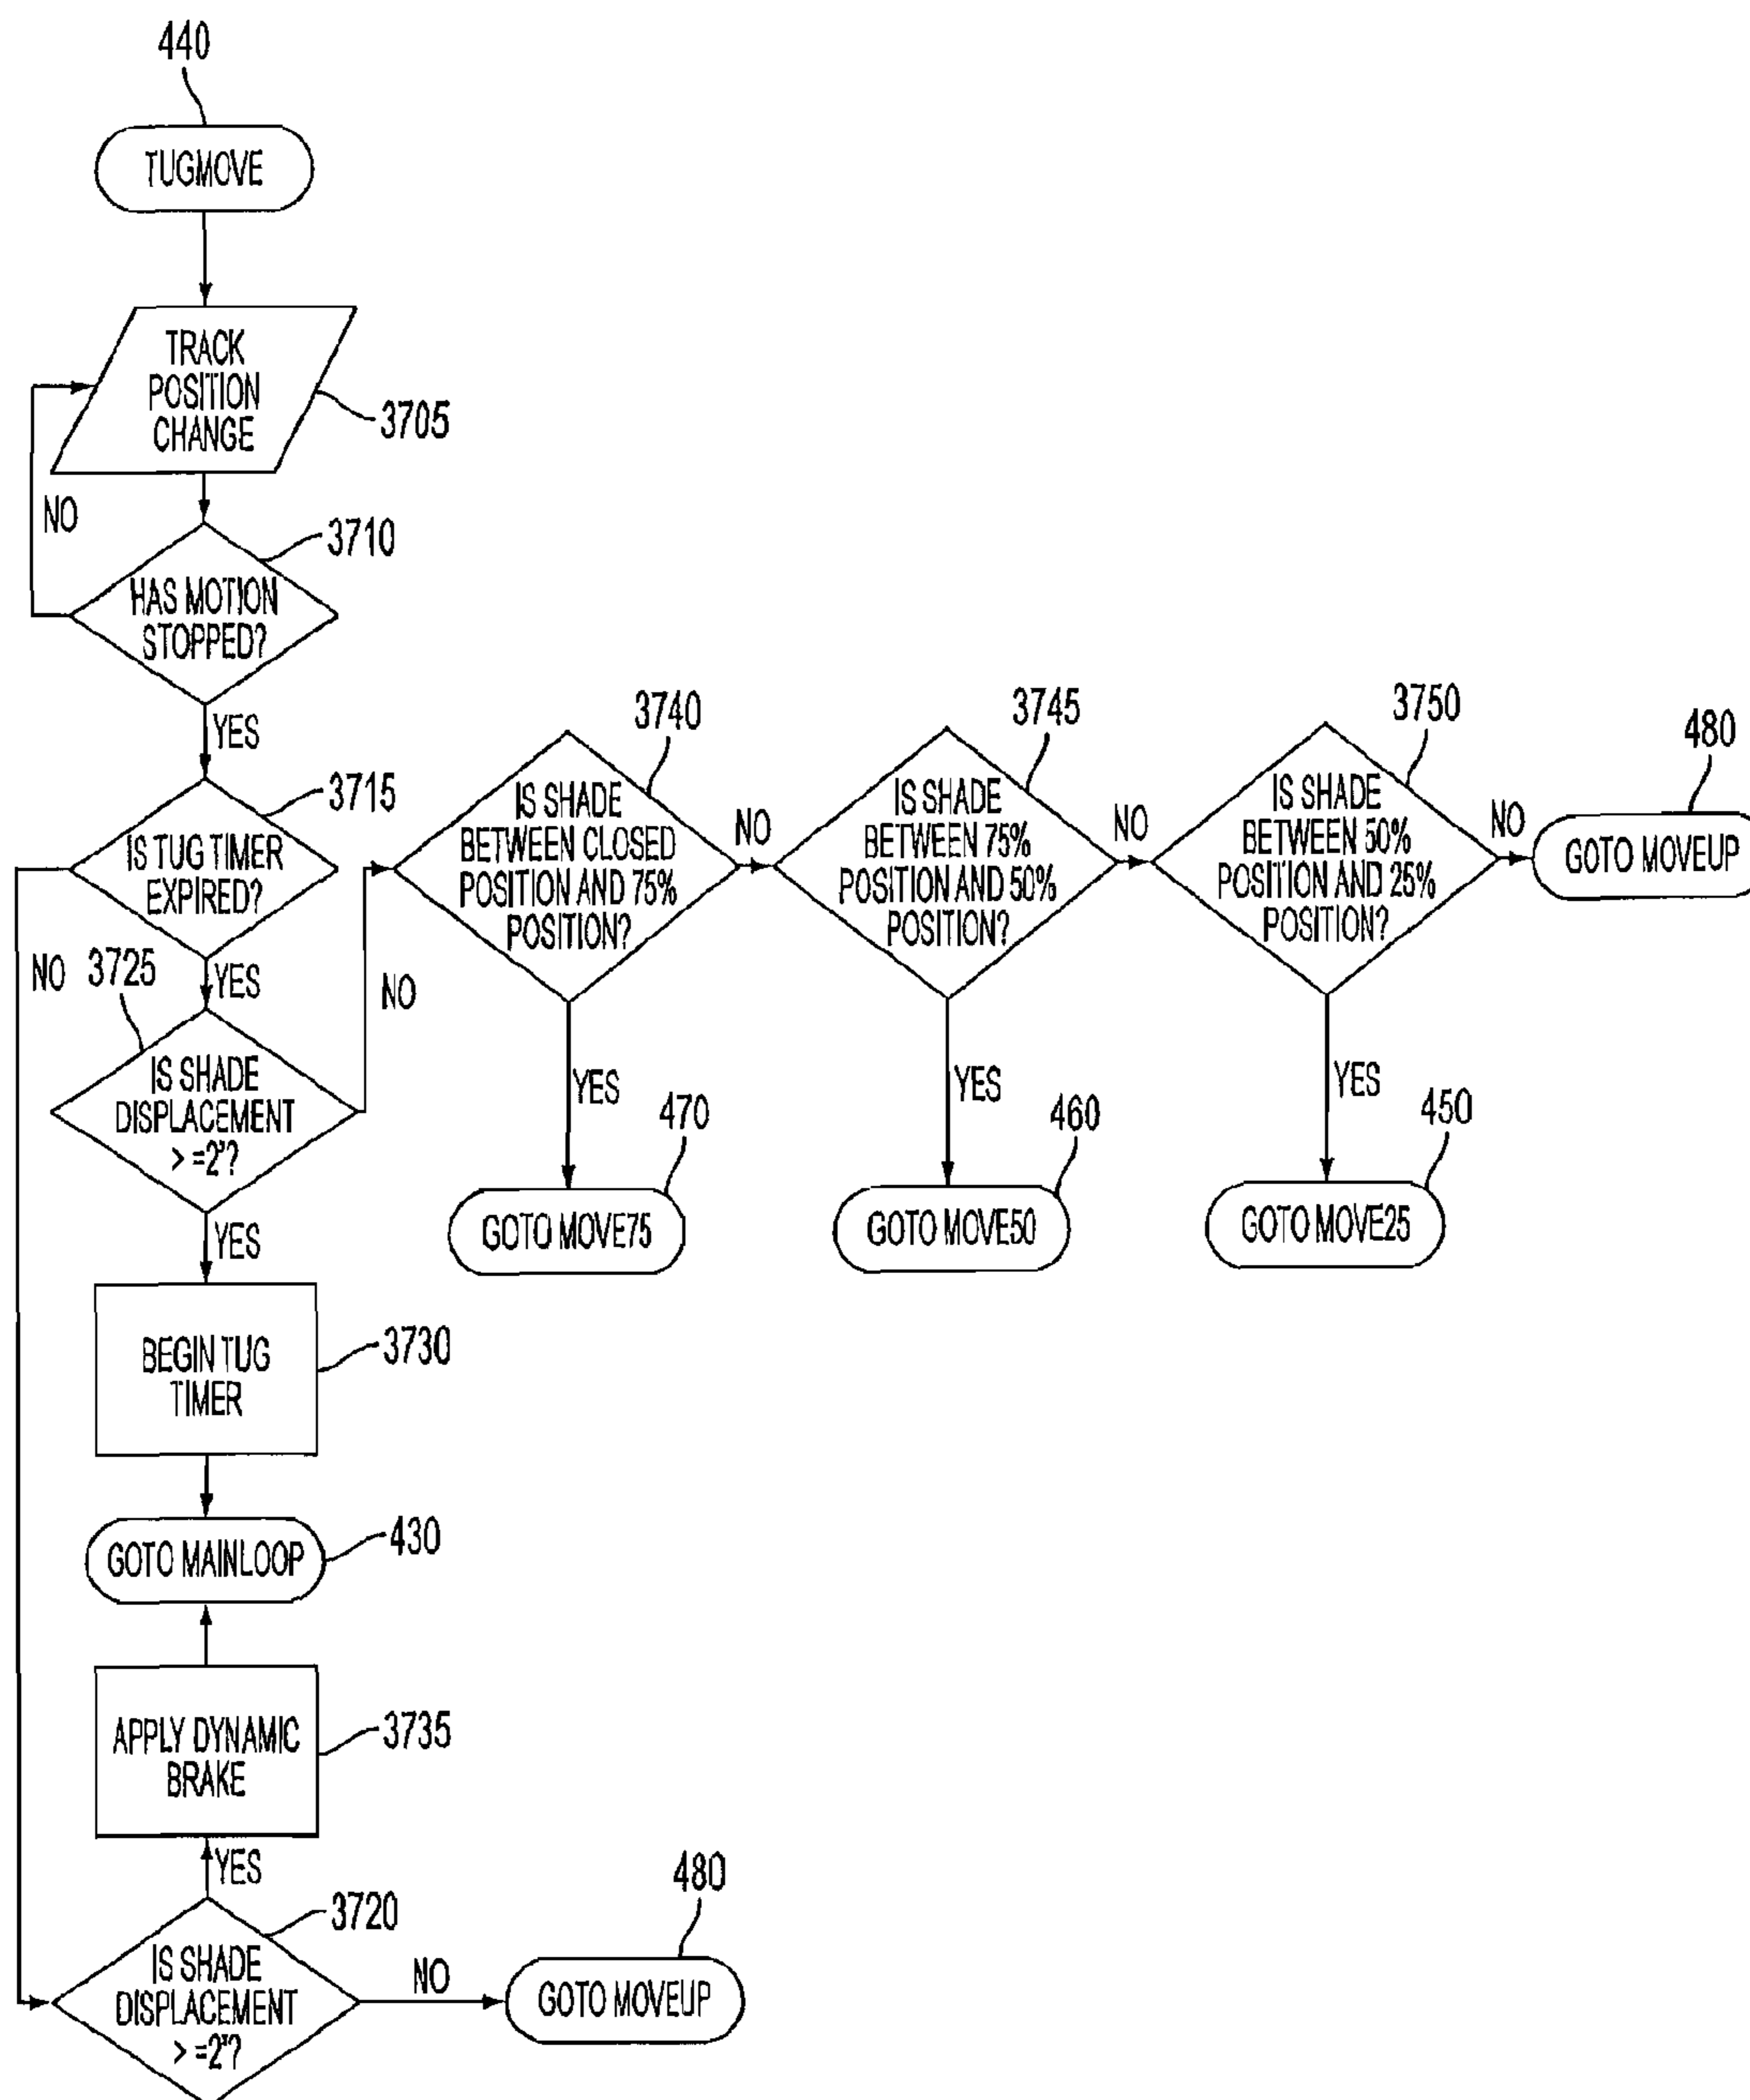 440
TUGMOVE
TRACK
POSITION
CHANGE
3705
NO
3710
HAS MOTION
STOPPED?
YES
3715
IS TUG TIMER
EXPIRED?
NO
YES
3725
IS SHADE
DISPLACEMENT
> =2"?
NO
YES
3740
IS SHADE
BETWEEN CLOSED
POSITION AND 75%
POSITION?
NO
YES
470
GOTO MOVE75
3745
IS SHADE
BETWEEN 75%
POSITION AND 50%
POSITION?
NO
YES
460
GOTO MOVE50
3750
IS SHADE
BETWEEN 50%
POSITION AND 25%
POSITION?
NO
480
GOTO MOVEUP
YES
450
GOTO MOVE25
BEGIN TUG
TIMER
3730
GOTO MAINLOOP
430
APPLY DYNAMIC
BRAKE
3735
YES
3720
IS SHADE
DISPLACEMENT
> =2"?
NO
480
GOTO MOVEUP